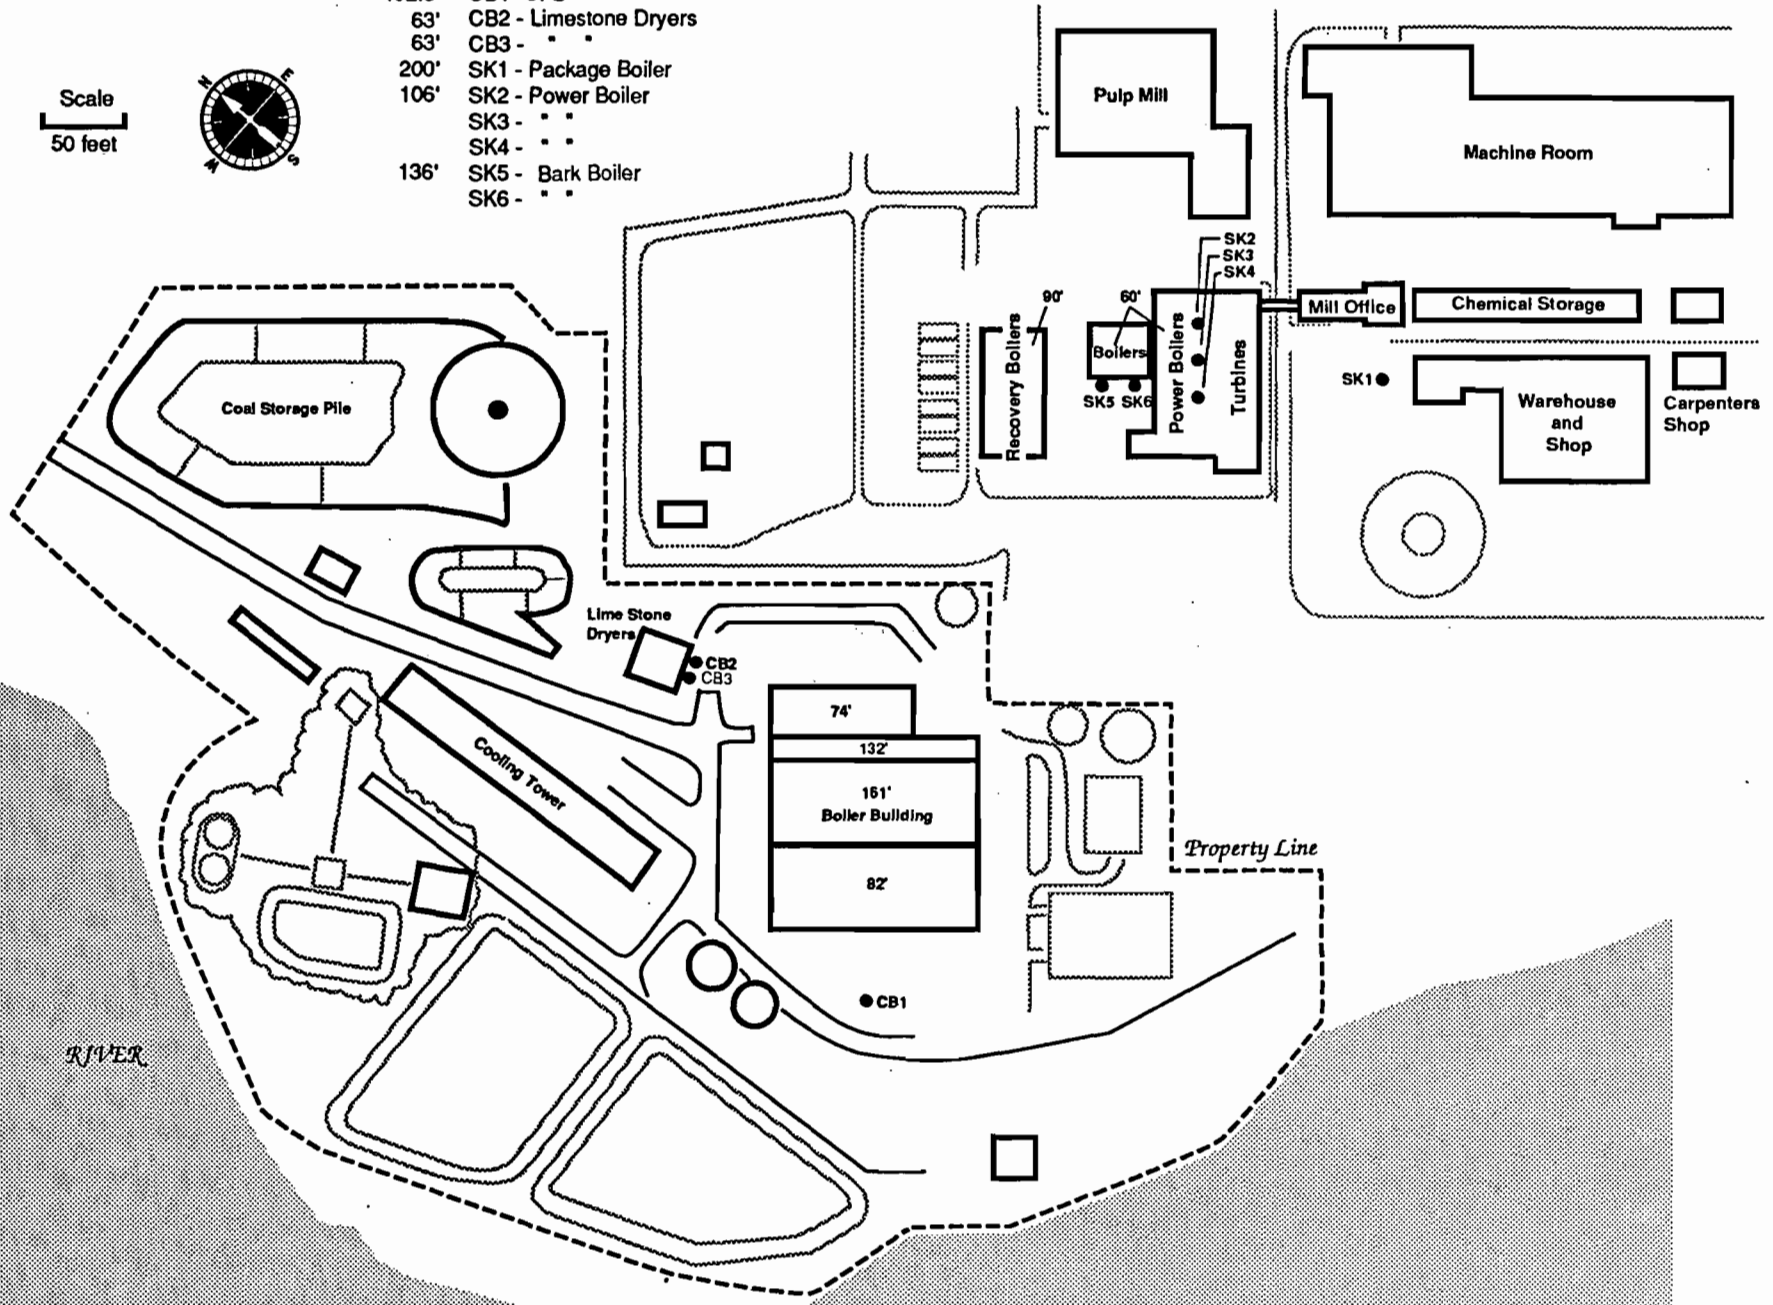 63' CB2 - Limestone Dryers
63' CB3 - " "
200' SK1 - Package Boiler
106' SK2 - Power Boiler
SK3 - " "
SK4 - " "
136' SK5 - Bark Boiler
SK6 - " "
Scale
50 feet
N
E
W
S
Pulp Mill
Machine Room
SK2
SK3
SK4
90'
60'
Mill Office
Chemical Storage
Recovery Boilers
Boilers
Power Boilers
Turbines
SK5 SK6
SK1
Warehouse
and
Shop
Carpenters
Shop
Coal Storage Pile
Lime Stone
Dryers
CB2
CB3
74'
132'
161'
Boiler Building
82'
Cooling Tower
Property Line
CB1
RIVER